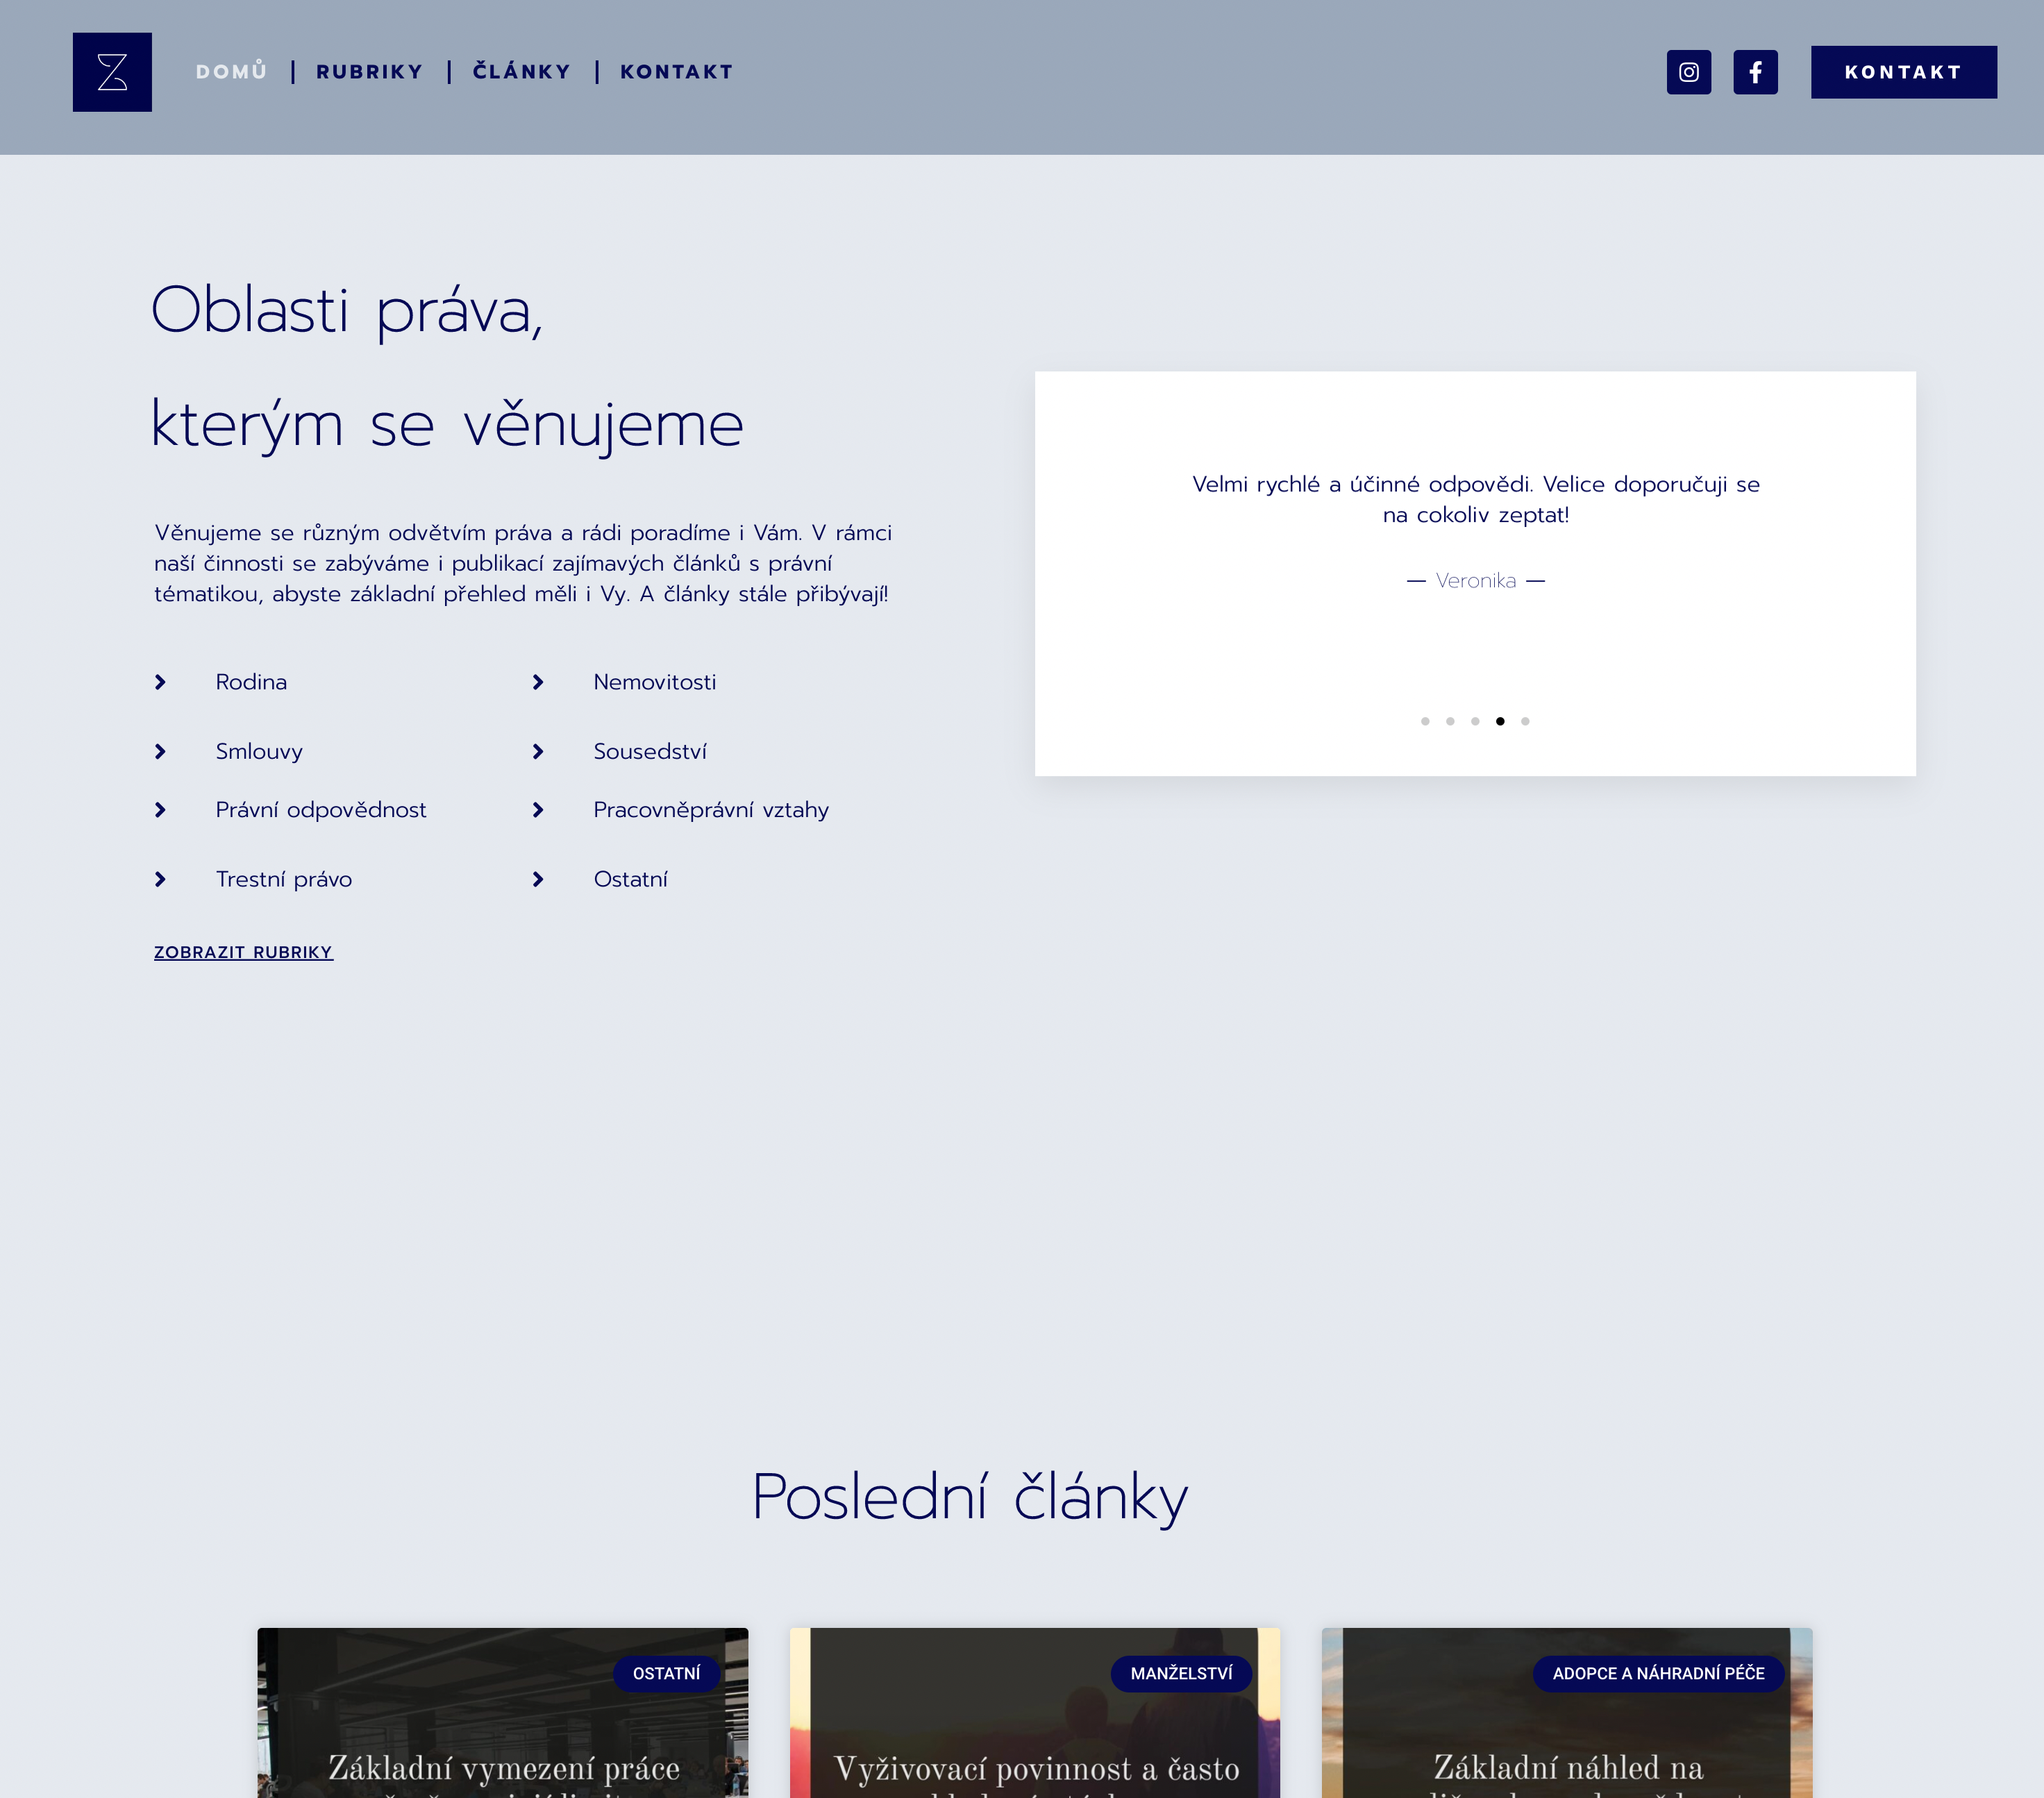 DOMŮ
RUBRIKY
ČLÁNKY
KONTAKT
KONTAKT
Oblasti práva,
kterým se věnujeme
Věnujeme se různým odvětvím práva a rádi poradíme i Vám. V rámci
naší činnosti se zabýváme i publikací zajímavých článků s právní
tématikou, abyste základní přehled měli i Vy. A články stále přibývají!
Rodina
Nemovitosti
Smlouvy
Sousedství
Právní odpovědnost
Pracovněprávní vztahy
Trestní právo
Ostatní
ZOBRAZIT RUBRIKY
Velmi rychlé a účinné odpovědi. Velice doporučuji se
na cokoliv zeptat!
— Veronika —
Poslední články
OSTATNÍ
Základní vymezení práce
MANŽELSTVÍ
Vyživovací povinnost a často
ADOPCE A NÁHRADNÍ PÉČE
Základní náhled na